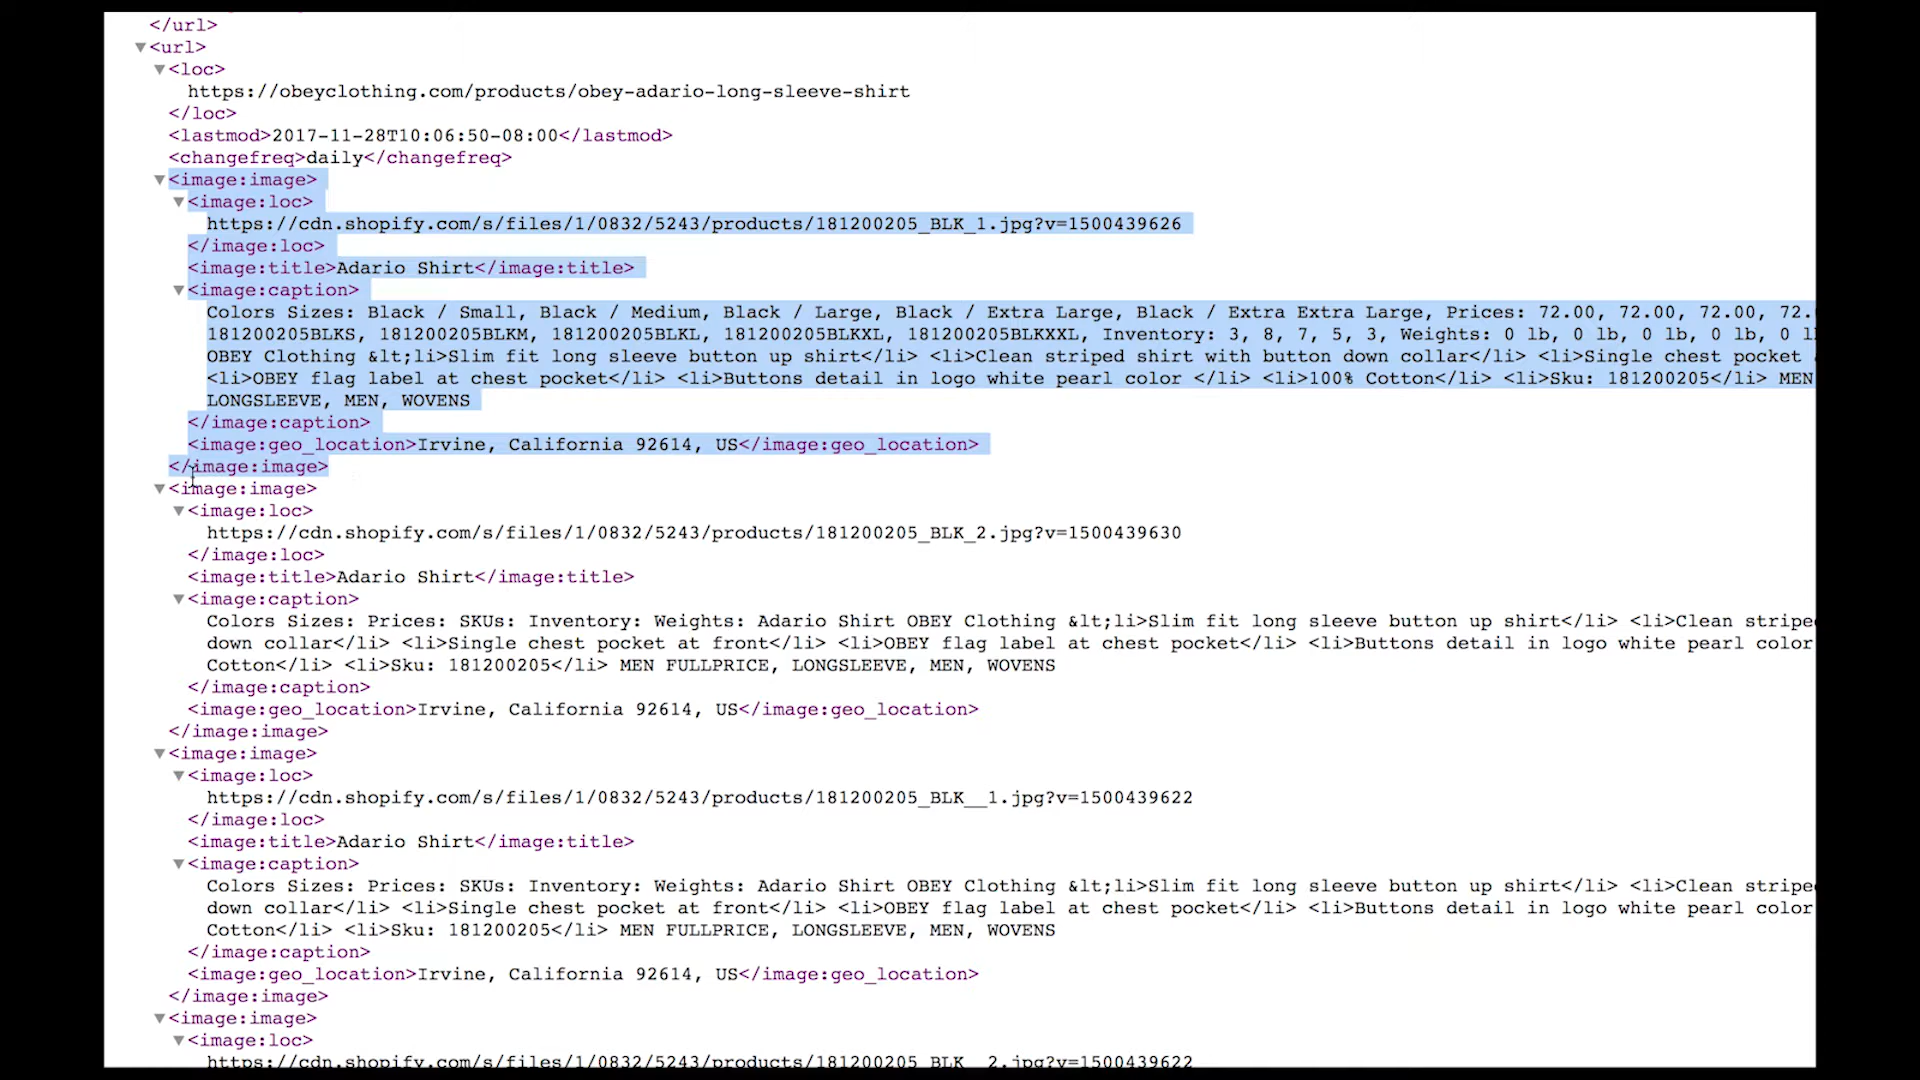 </url>
▼<url>
▼<loc>
https://obeyclothing.com/products/obey-adario-long-sleeve-shirt
</loc>
<lastmod>2017-11-28T10:06:50-08:00</lastmod>
<changefreq>daily</changefreq>
▼<image:image>
▼<image:loc>
https://cdn.shopify.com/s/files/1/0832/5243/products/181200205_BLK_1.jpg?v=1500439626
</image:loc>
<image:title>Adario Shirt</image:title>
▼<image:caption>
Colors Sizes: Black / Small, Black / Medium, Black / Large, Black / Extra Large, Black / Extra Extra Large, Prices: 72.00, 72.00, 72.00, 72.0
181200205BLKS, 181200205BLKM, 181200205BLKL, 181200205BLKXL, 181200205BLKXXL, Inventory: 3, 8, 7, 5, 3, Weights: 0 lb, 0 lb, 0 lb, 0 lb, 0 l
OBEY Clothing &lt;li>Slim fit long sleeve button up shirt</li> <li>Clean striped shirt with button down collar</li> <li>Single chest pocket
<li>OBEY flag label at chest pocket</li> <li>Buttons detail in logo white pearl color </li> <li>100% Cotton</li> <li>Sku: 181200205</li> MEN
LONGSLEEVE, MEN, WOVENS
</image:caption>
<image:geo_location>Irvine, California 92614, US</image:geo_location>
</image:image>
▼<image:image>
▼<image:loc>
https://cdn.shopify.com/s/files/1/0832/5243/products/181200205_BLK_2.jpg?v=1500439630
</image:loc>
<image:title>Adario Shirt</image:title>
▼<image:caption>
Colors Sizes: Prices: SKUs: Inventory: Weights: Adario Shirt OBEY Clothing &lt;li>Slim fit long sleeve button up shirt</li> <li>Clean stripe
down collar</li> <li>Single chest pocket at front</li> <li>OBEY flag label at chest pocket</li> <li>Buttons detail in logo white pearl color
Cotton</li> <li>Sku: 181200205</li> MEN FULLPRICE, LONGSLEEVE, MEN, WOVENS
</image:caption>
<image:geo_location>Irvine, California 92614, US</image:geo_location>
</image:image>
▼<image:image>
▼<image:loc>
https://cdn.shopify.com/s/files/1/0832/5243/products/181200205_BLK__1.jpg?v=1500439622
</image:loc>
<image:title>Adario Shirt</image:title>
▼<image:caption>
Colors Sizes: Prices: SKUs: Inventory: Weights: Adario Shirt OBEY Clothing &lt;li>Slim fit long sleeve button up shirt</li> <li>Clean stripe
down collar</li> <li>Single chest pocket at front</li> <li>OBEY flag label at chest pocket</li> <li>Buttons detail in logo white pearl color
Cotton</li> <li>Sku: 181200205</li> MEN FULLPRICE, LONGSLEEVE, MEN, WOVENS
</image:caption>
<image:geo_location>Irvine, California 92614, US</image:geo_location>
</image:image>
▼<image:image>
▼<image:loc>
https://cdn.shopify.com/s/files/1/0832/5243/products/181200205_BLK__2.jpg?v=1500439622